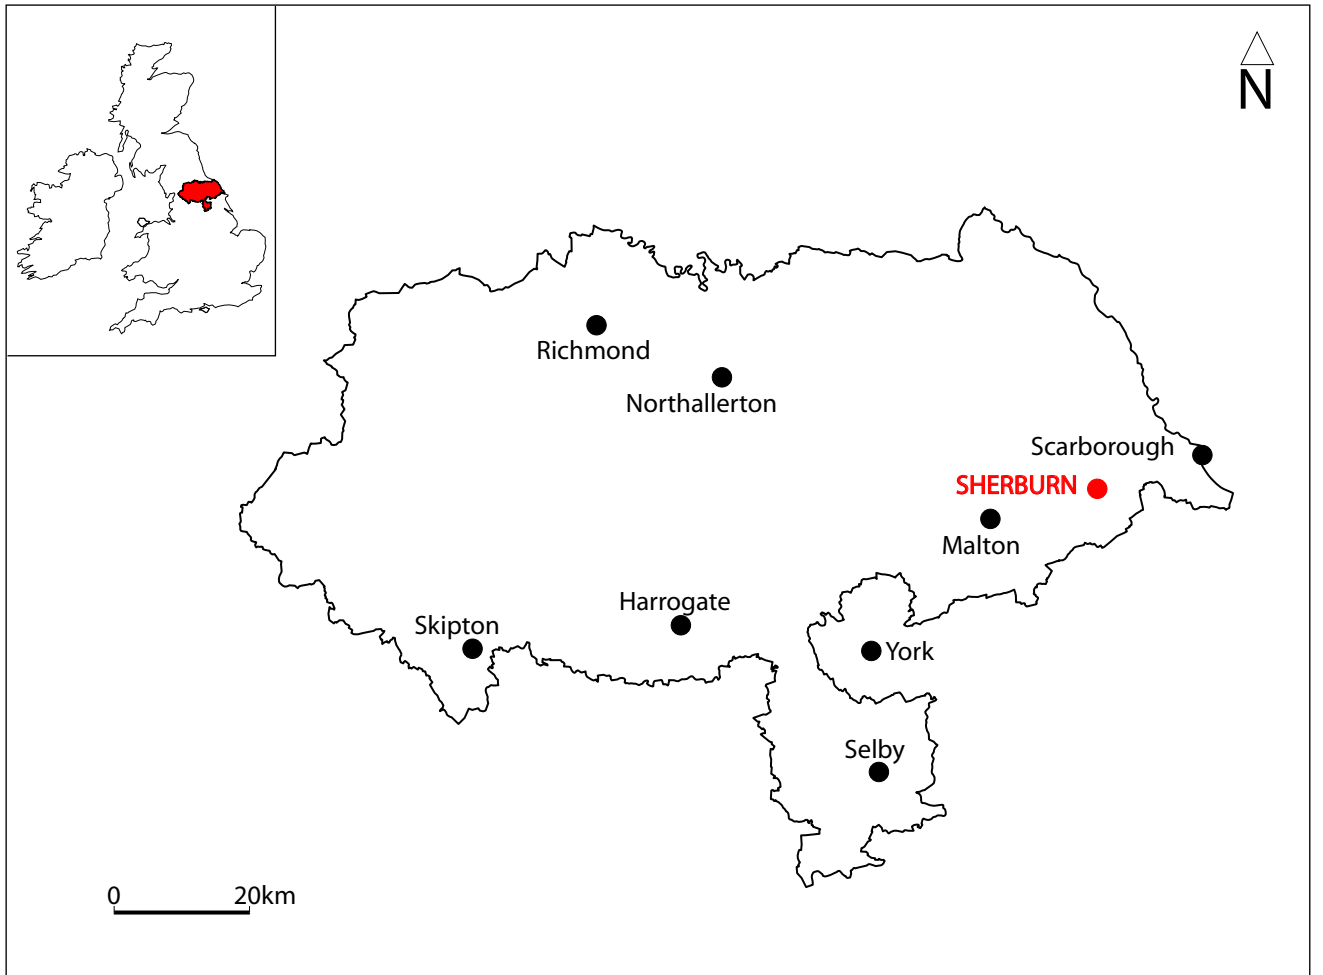 N
Richmond
Northallerton
Scarborough
SHERBURN
Malton
Harrogate
Skipton
York
Selby
0 20km